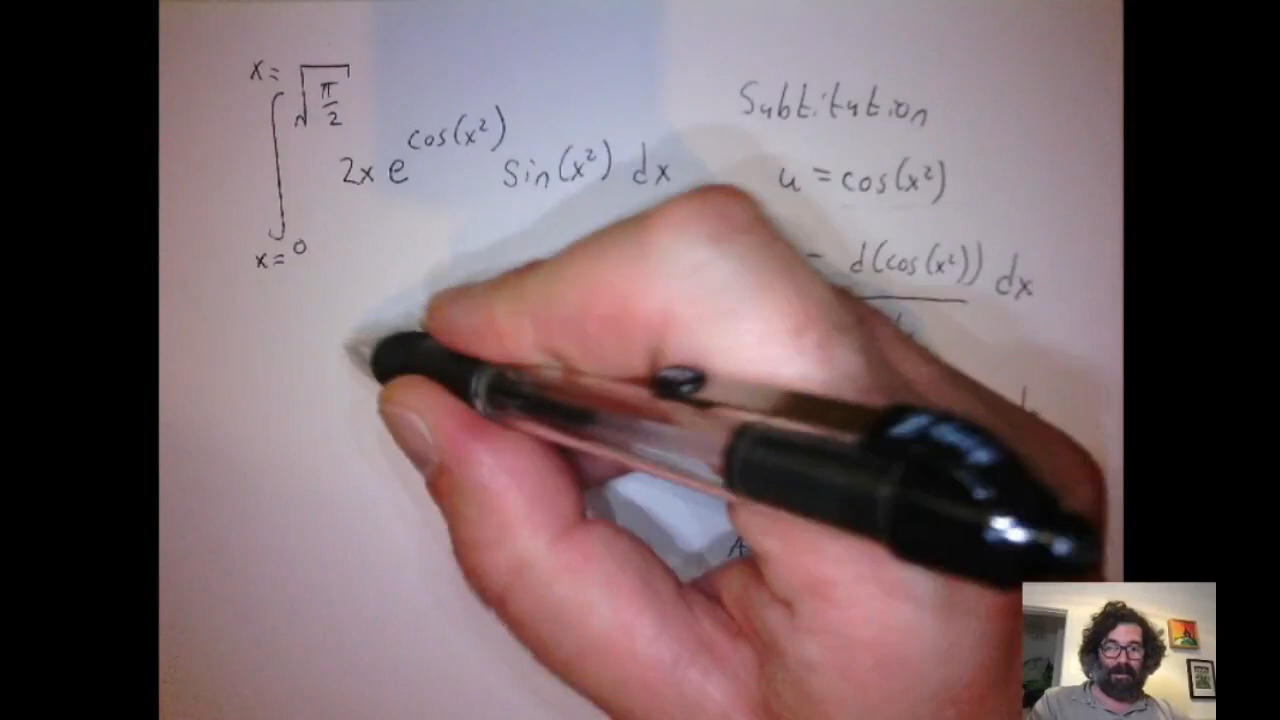 x= √(π/2)
∫ 2x e^cos(x²) sin(x²) dx
x= 0
Subtitution
u = cos(x²)
= d(cos(x²)) dx
A